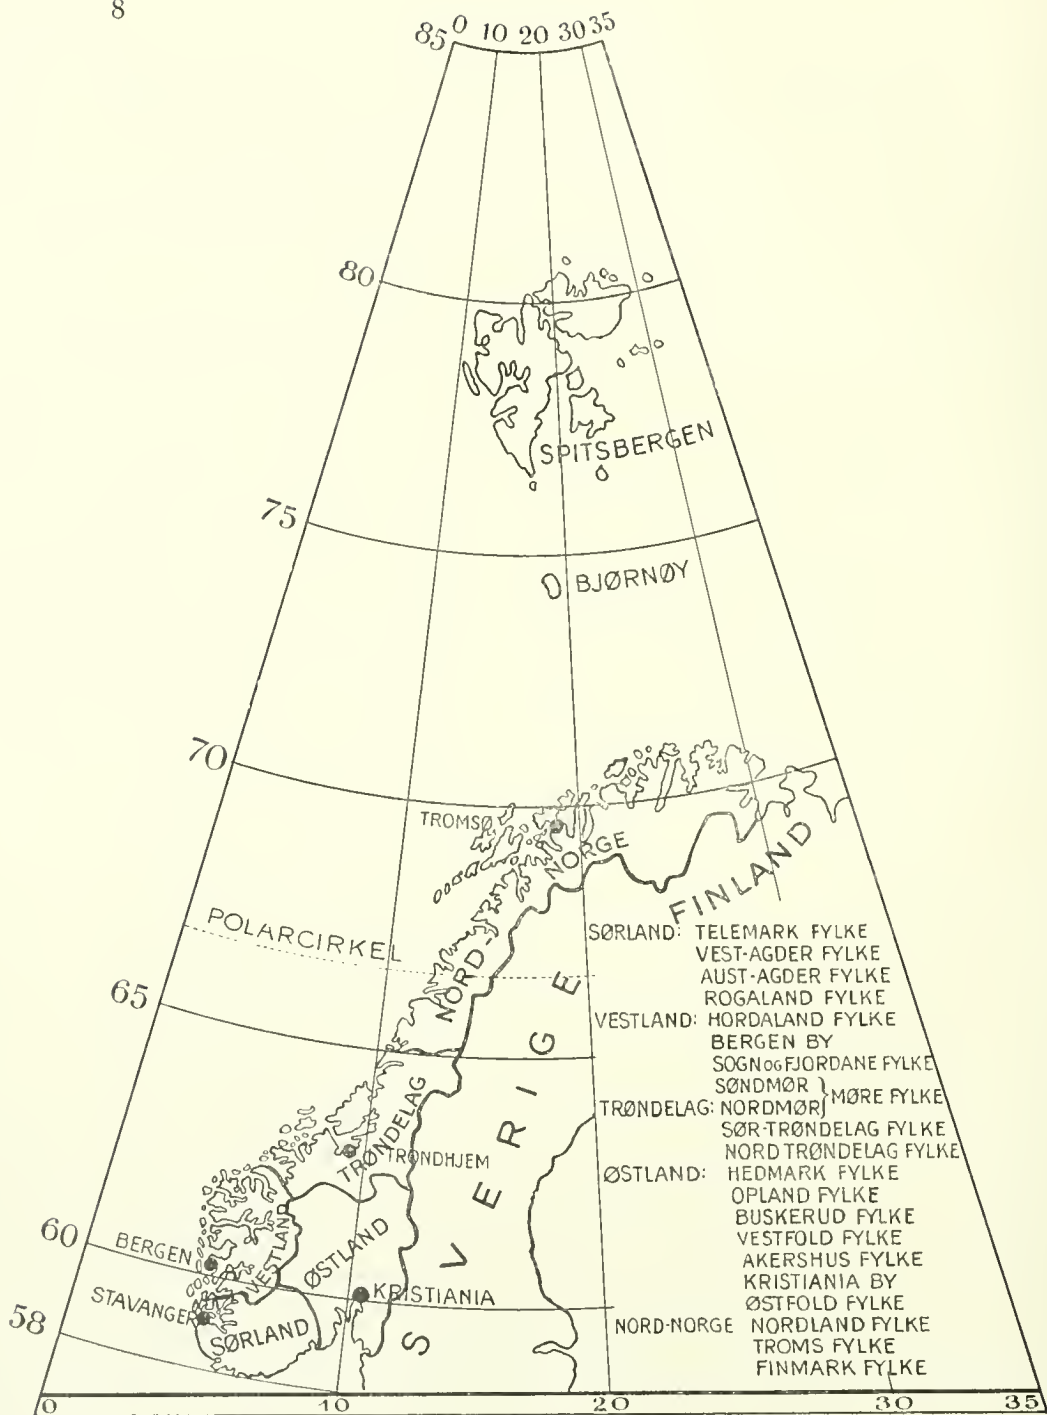 8
85 0 10 20 30 35
80
SPITSBERGEN
75
BJØRNØY
70
TROMSØ
NORD-NORGE
FINLAND
POLARCIRKEL
65
SVERIGE
TRØNDELAG
TRONDHJEM
60
BERGEN
VESTLAND
ØSTLAND
KRISTIANIA
STAVANGER
58
SØRLAND
SØRLAND: TELEMARK FYLKE
VEST-AGDER FYLKE
AUST-AGDER FYLKE
ROGALAND FYLKE
VESTLAND: HORDALAND FYLKE
BERGEN BY
SOGN OG FJORDANE FYLKE
SØNDMØR } MØRE FYLKE
TRØNDELAG: NORDMØR
SØR-TRØNDELAG FYLKE
NORD TRØNDELAG FYLKE
ØSTLAND: HEDMARK FYLKE
OPLAND FYLKE
BUSKERUD FYLKE
VESTFOLD FYLKE
AKERSHUS FYLKE
KRISTIANIA BY
ØSTFOLD FYLKE
NORD-NORGE NORDLAND FYLKE
TROMS FYLKE
FINMARK FYLKE
0 10 20 30 35